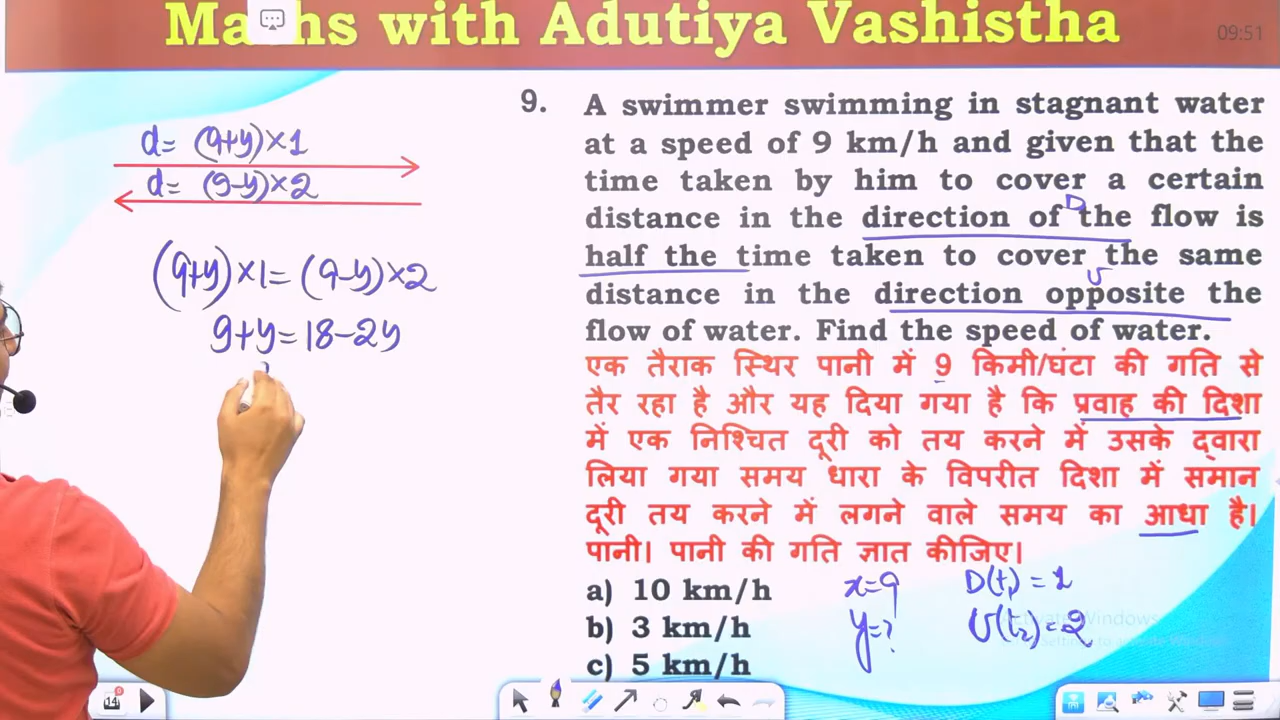 Maths with Adutiya Vashistha
09:51
d= (9+y)×1
d= (9-y)×2
(9+y)×1= (9-y)×2
9+y= 18-2y
9. A swimmer swimming in stagnant water
at a speed of 9 km/h and given that the
time taken by him to cover a certain
D
distance in the direction of the flow is
half the time taken to cover the same
U
distance in the direction opposite the
flow of water. Find the speed of water.
एक तैराक स्थिर पानी में 9 किमी/घंटा की गति से
तैर रहा है और यह दिया गया है कि प्रवाह की दिशा
में एक निश्चित दूरी को तय करने में उसके द्वारा
लिया गया समय धारा के विपरीत दिशा में समान
दूरी तय करने में लगने वाले समय का आधा है।
पानी। पानी की गति ज्ञात कीजिए।
a) 10 km/h
b) 3 km/h
c) 5 km/h
x=9
y=?
D(t₁) = 1
U(t₂)=2
Activate Windows
14